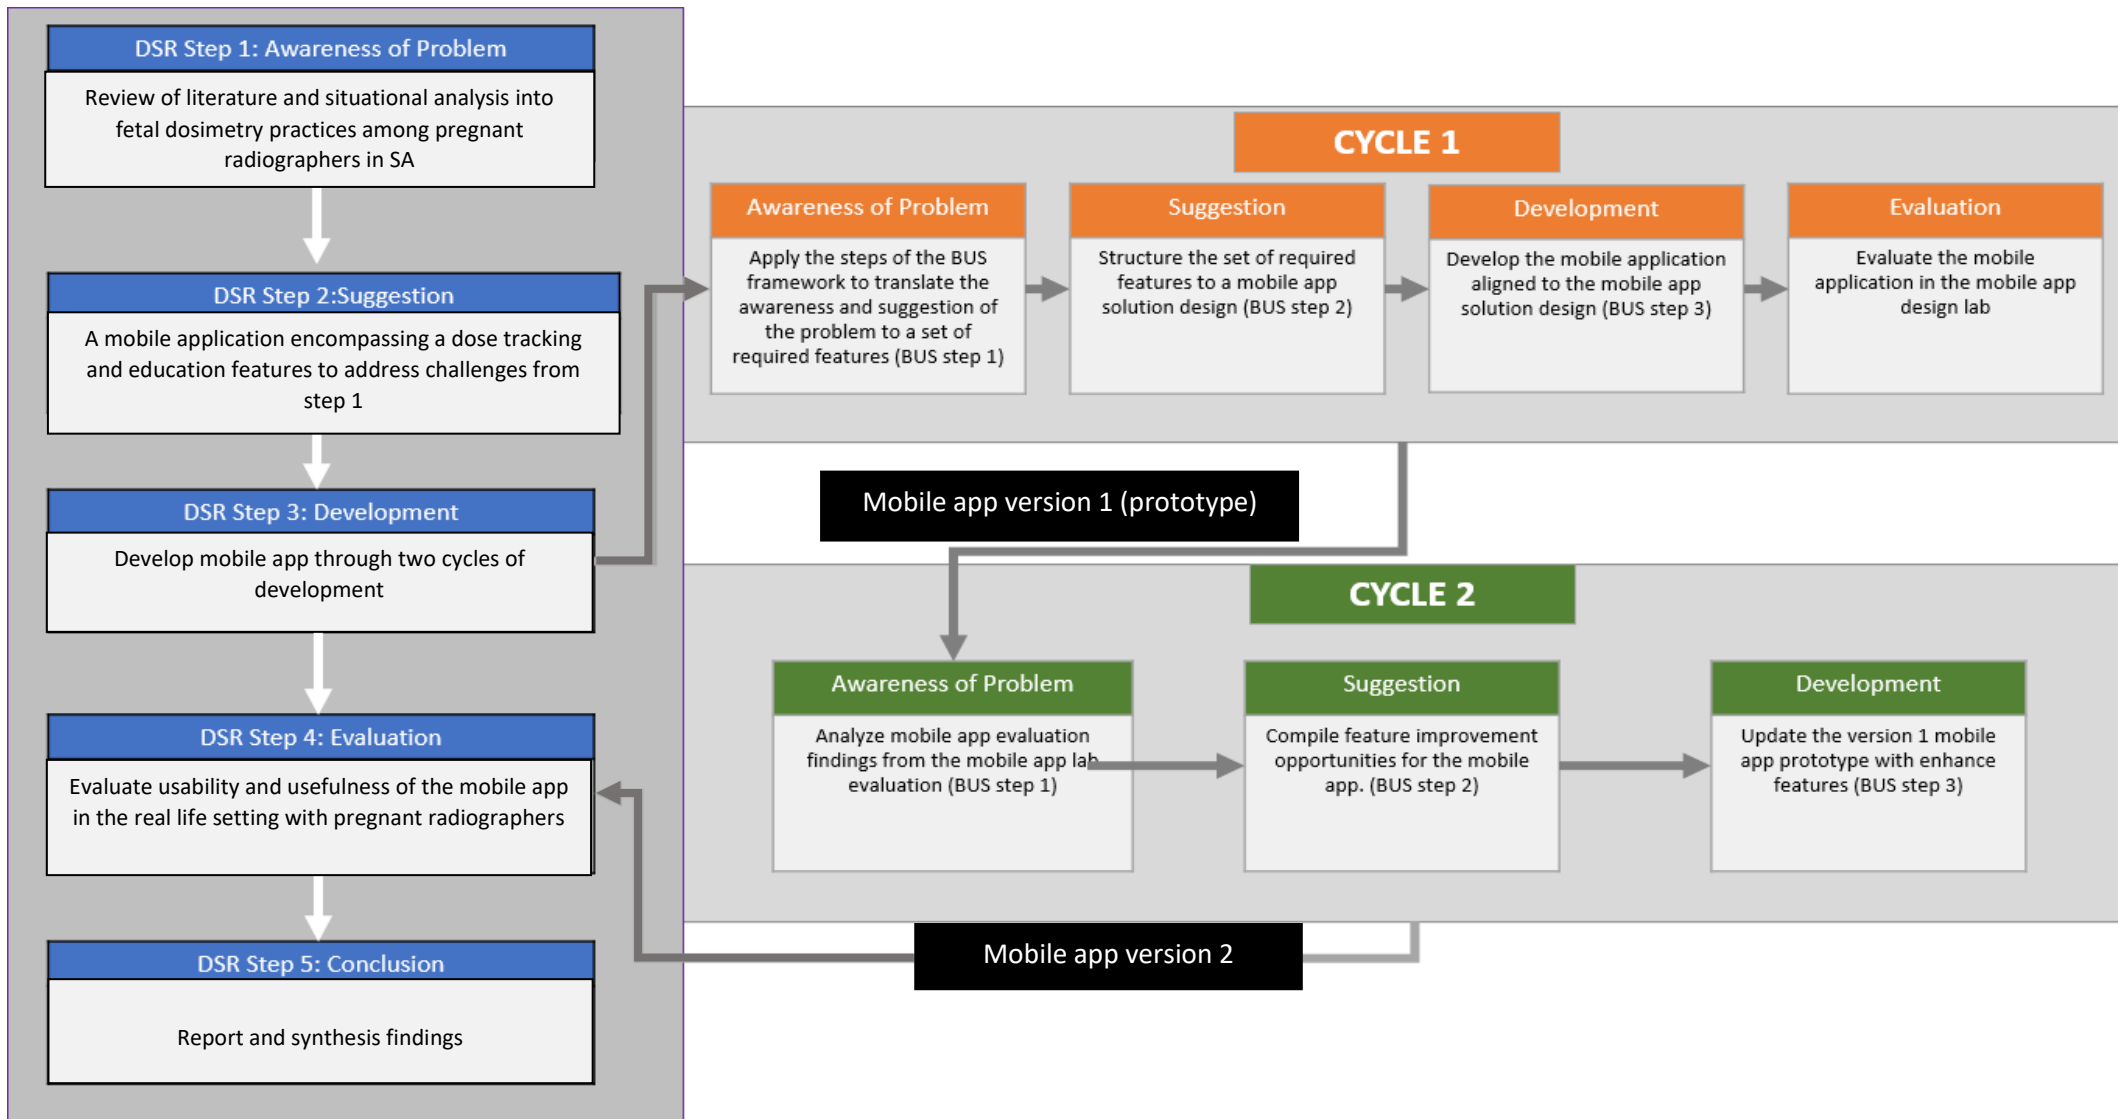 DSR Step 1: Awareness of Problem
Review of literature and situational analysis into
fetal dosimetry practices among pregnant
radiographers in SA
DSR Step 2:Suggestion
A mobile application encompassing a dose tracking
and education features to address challenges from
step 1
DSR Step 3: Development
Develop mobile app through two cycles of
development
DSR Step 4: Evaluation
Evaluate usability and usefulness of the mobile app
in the real life setting with pregnant radiographers
DSR Step 5: Conclusion
Report and synthesis findings
CYCLE 1
Awareness of Problem
Apply the steps of the BUS
framework to translate the
awareness and suggestion of
the problem to a set of
required features (BUS step 1)
Suggestion
Structure the set of required
features to a mobile app
solution design (BUS step 2)
Development
Develop the mobile application
aligned to the mobile app
solution design (BUS step 3)
Evaluation
Evaluate the mobile
application in the mobile app
design lab
Mobile app version 1 (prototype)
CYCLE 2
Awareness of Problem
Analyze mobile app evaluation
findings from the mobile app lab
evaluation (BUS step 1)
Suggestion
Compile feature improvement
opportunities for the mobile
app. (BUS step 2)
Development
Update the version 1 mobile
app prototype with enhance
features (BUS step 3)
Mobile app version 2